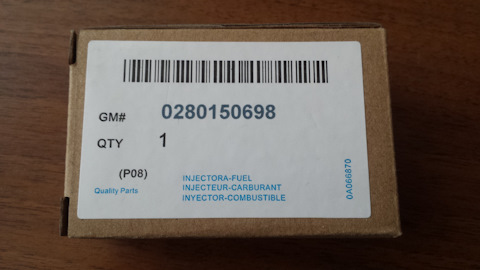 GM# 0280150698
QTY 1
(P08)
Quality Parts
INJECTORA-FUEL
INJECTEUR-CARBURANT
INYECTOR-COMBUSTIBLE
0A066870